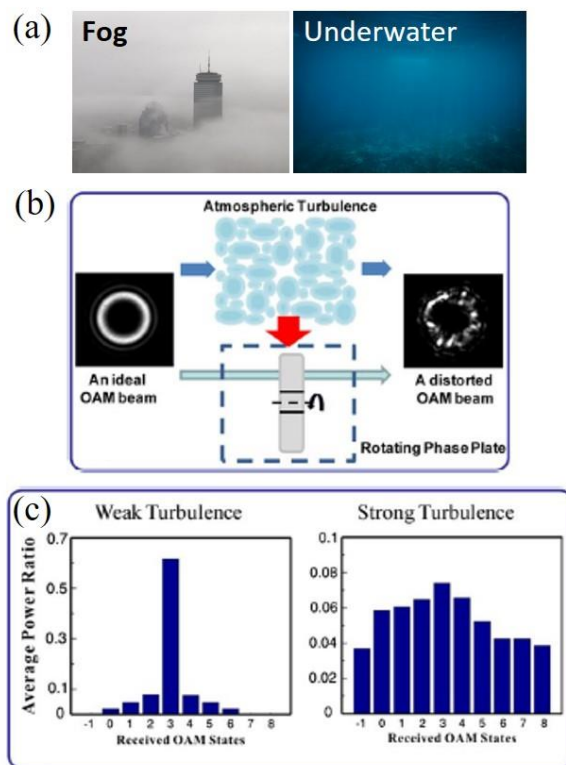 (a)
Fog
Underwater
(b)
Atmospheric Turbulence
An ideal
OAM beam
A distorted
OAM beam
Rotating Phase Plate
(c)
Weak Turbulence
Strong Turbulence
Average Power Ratio
0.7
0.5
0.3
0.1
0
-1 0 1 2 3 4 5 6 7 8
Received OAM States
0.1
0.08
0.06
0.04
0.02
0
-1 0 1 2 3 4 5 6 7 8
Received OAM States